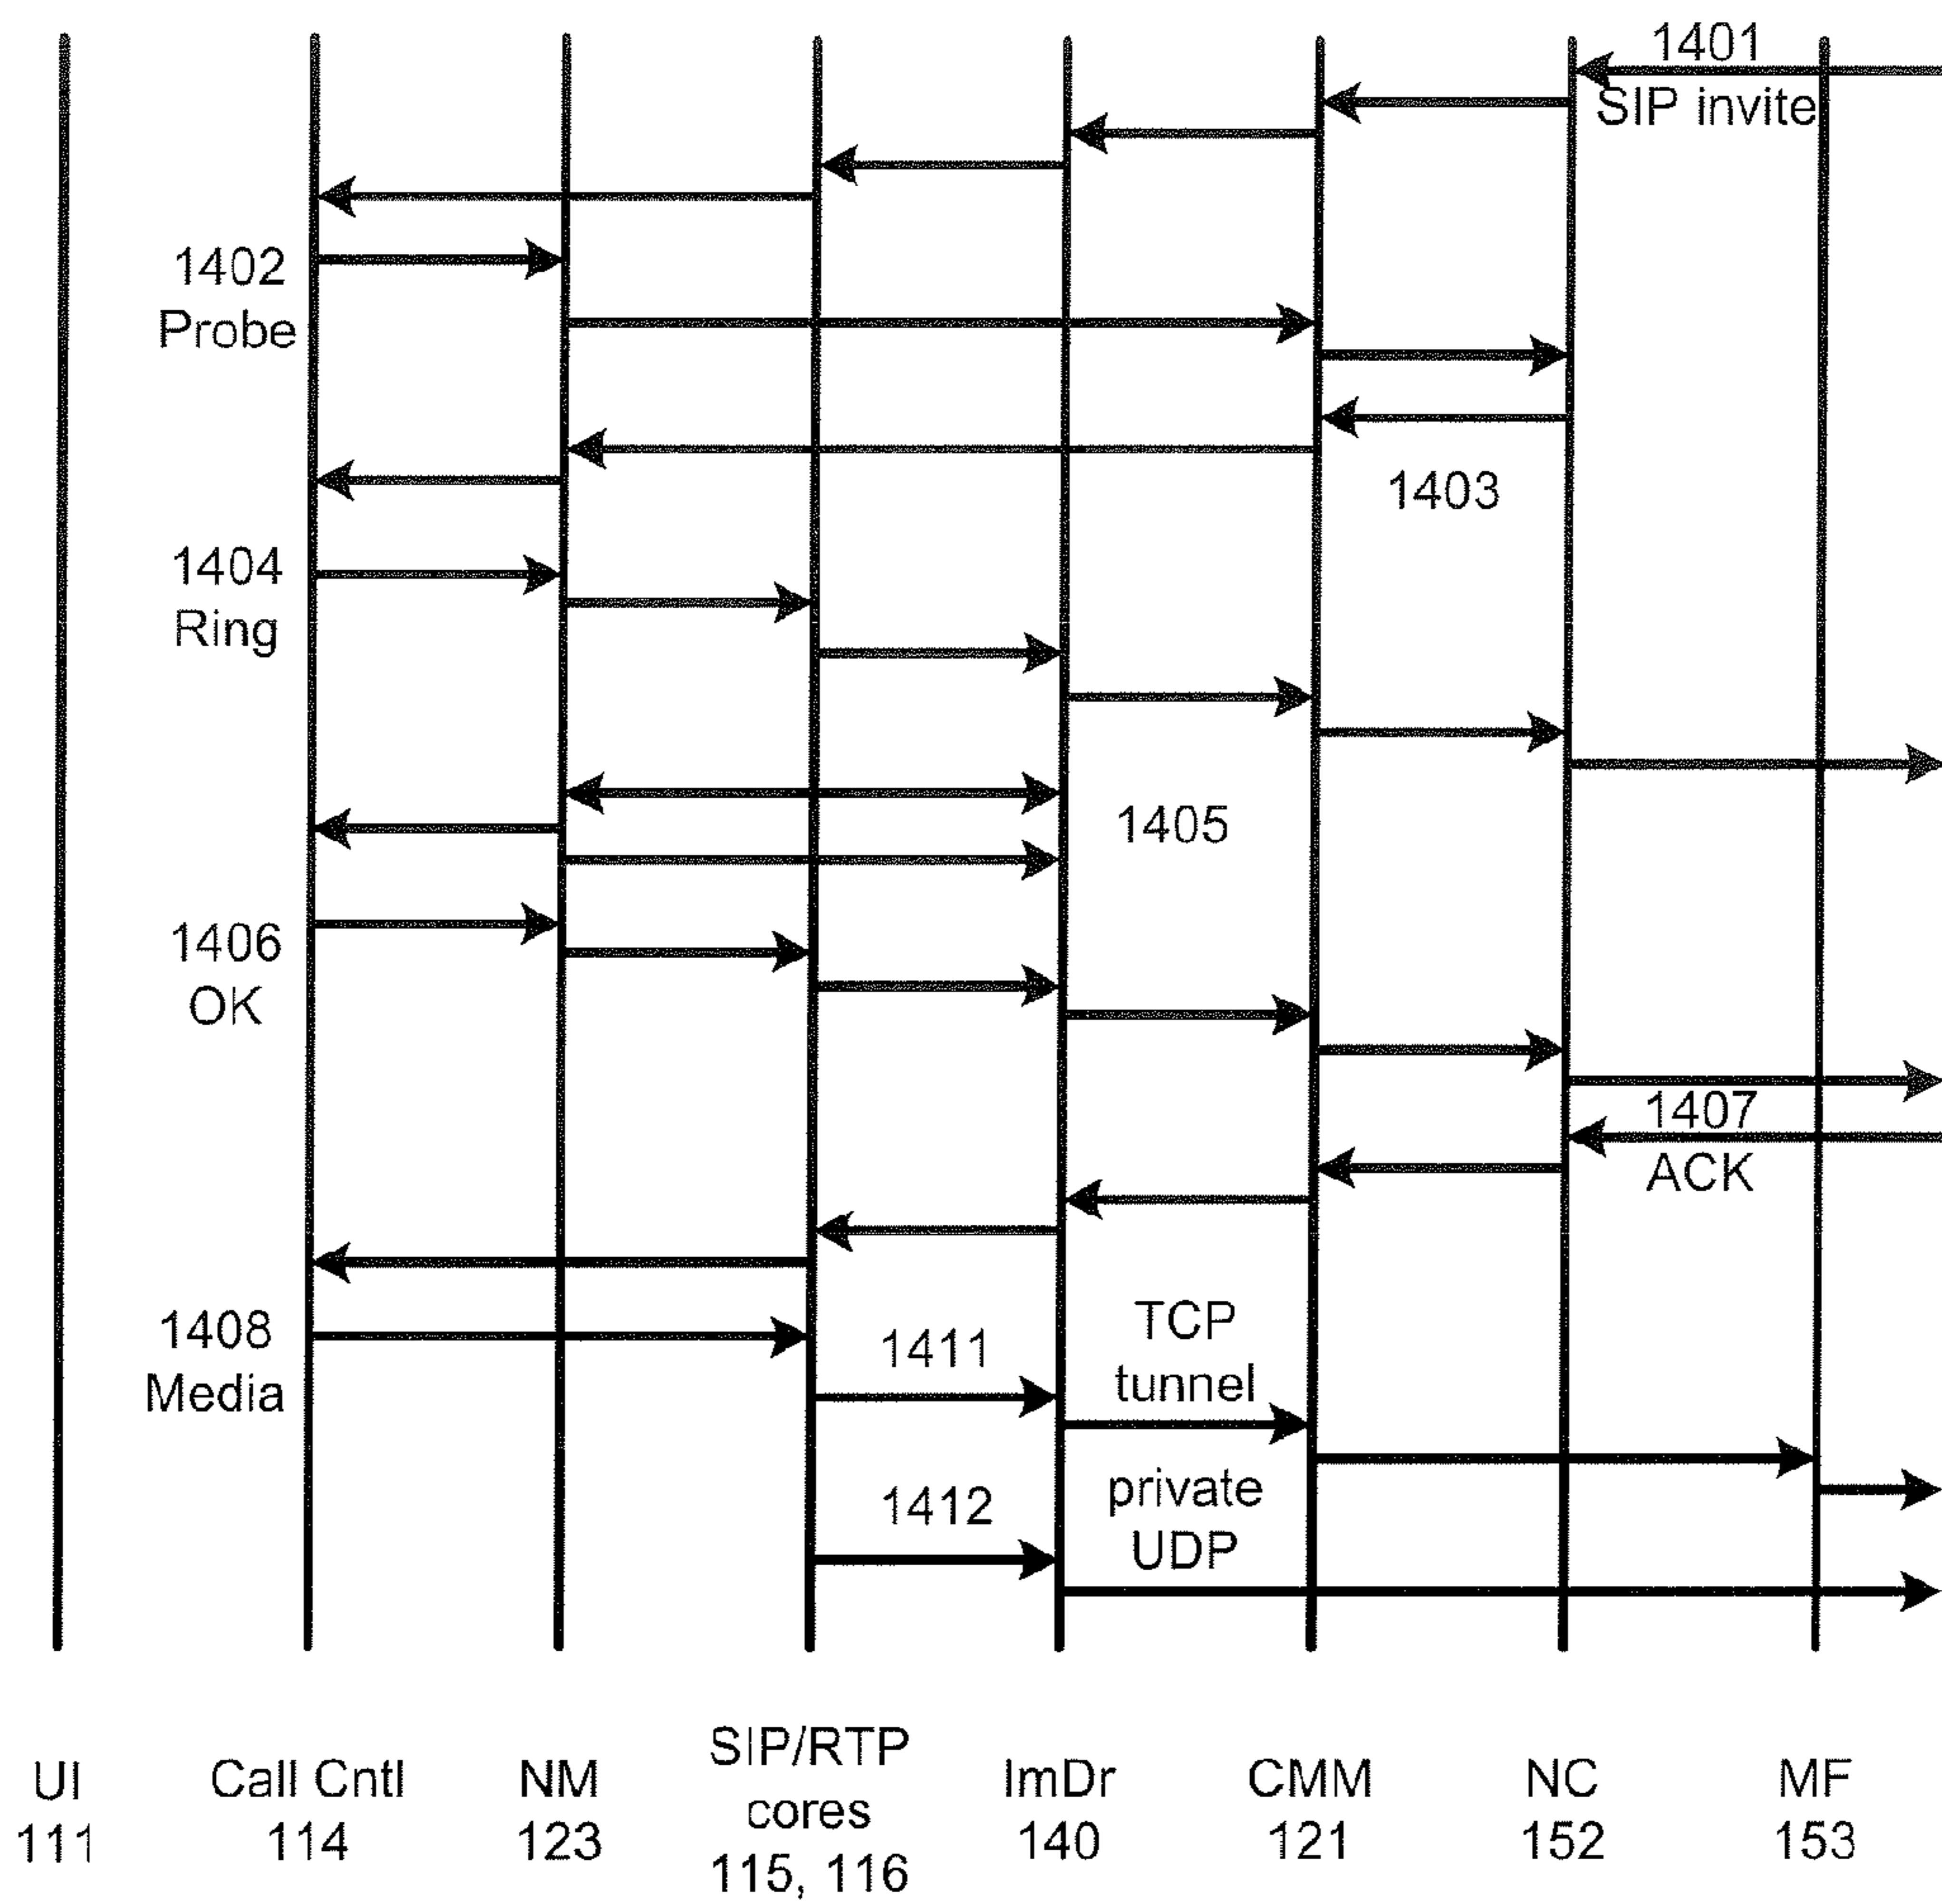 1401
SIP invite
1402
Probe
1403
1404
Ring
1405
1406
OK
1407
ACK
1408
Media
1411
TCP
tunnel
1412
private
UDP
UI
111
Call Cntl
114
NM
123
SIP/RTP
cores
115, 116
ImDr
140
CMM
121
NC
152
MF
153